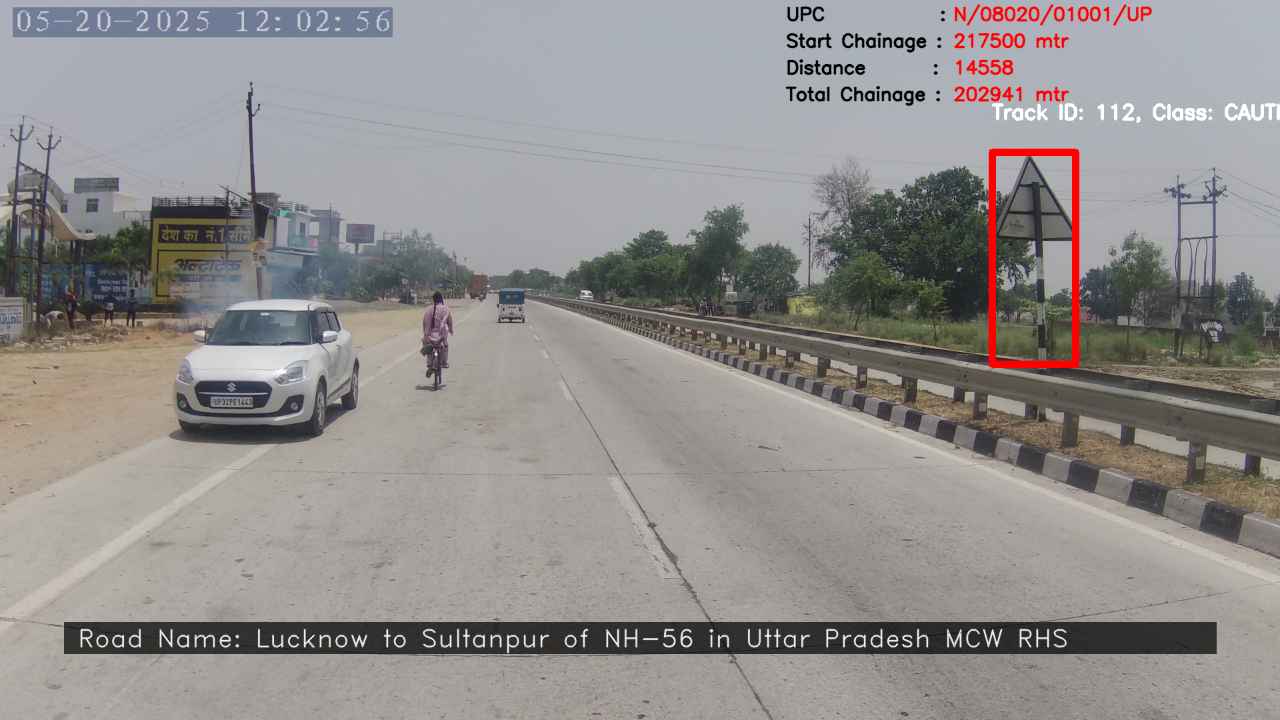 05-20-2025 12:02:56
UPC : N/08020/01001/UP
Start Chainage : 217500 mtr
Distance : 14558
Total Chainage : 202941 mtr
Track ID: 112, Class: CAUTI
देश का नं.1
अल्ट्राटेक
UP32PE1443
Road Name: Lucknow to Sultanpur of NH-56 in Uttar Pradesh MCW RHS